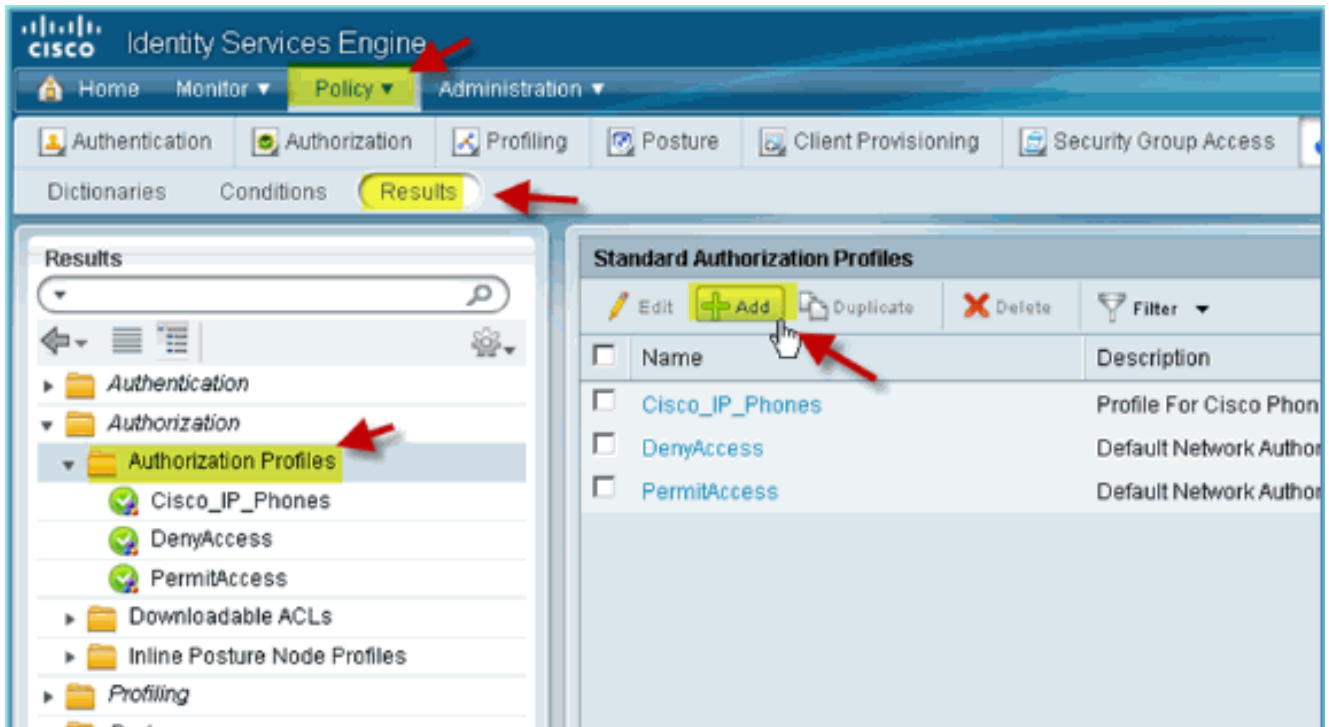 CISCO Identity Services Engine
Home Monitor Policy Administration
Authentication Authorization Profiling Posture Client Provisioning Security Group Access
Dictionaries Conditions Results
Results
Authentication
Authorization
Authorization Profiles
Cisco_IP_Phones
DenyAccess
PermitAccess
Downloadable ACLs
Inline Posture Node Profiles
Profiling
Standard Authorization Profiles
Edit Add Duplicate Delete Filter
Name Description
Cisco_IP_Phones Profile For Cisco Phon
DenyAccess Default Network Author
PermitAccess Default Network Author